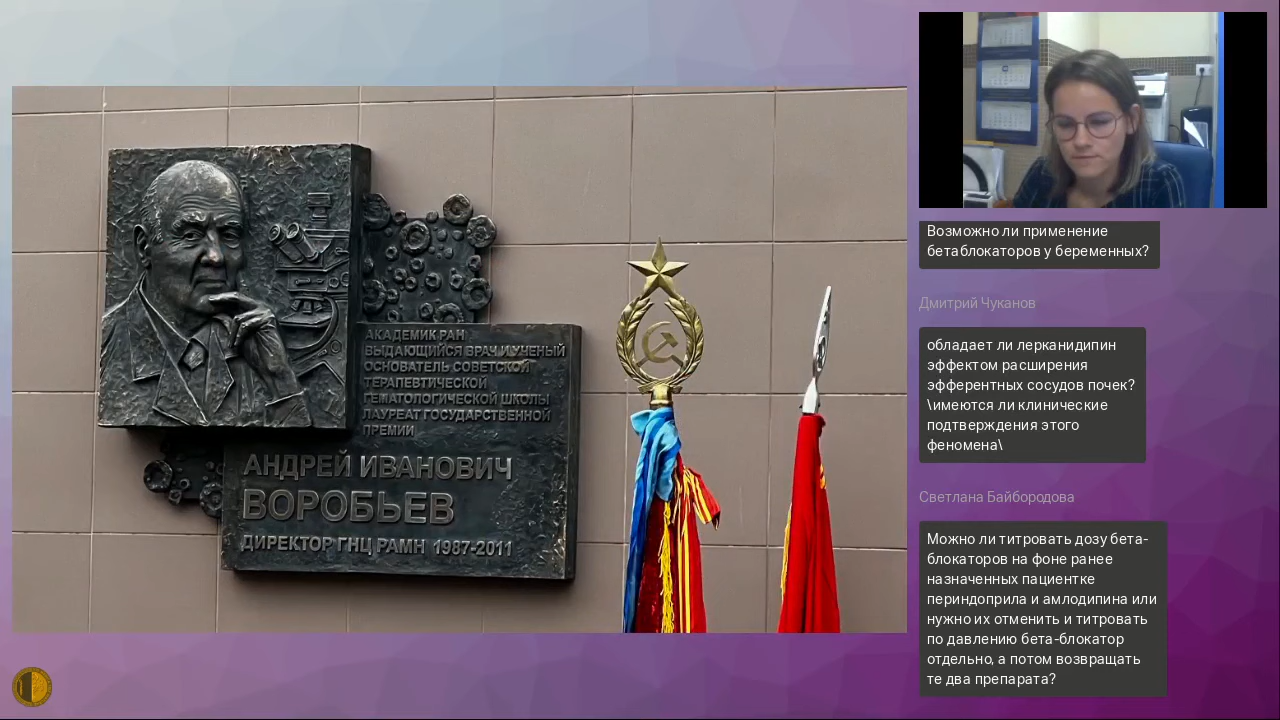 АКАДЕМИК РАН
ВЫДАЮЩИЙСЯ ВРАЧ И УЧЕНЫЙ
ОСНОВАТЕЛЬ СОВЕТСКОЙ
ТЕРАПЕВТИЧЕСКОЙ
ГЕМАТОЛОГИЧЕСКОЙ ШКОЛЫ
ЛАУРЕАТ ГОСУДАРСТВЕННОЙ
ПРЕМИИ
АНДРЕЙ ИВАНОВИЧ
ВОРОБЬЕВ
ДИРЕКТОР ГНЦ РАМН 1987-2011
Возможно ли применение
бетаблокаторов у беременных?
Дмитрий Чуканов
обладает ли лерканидипин
эффектом расширения
эфферентных сосудов почек?
\имеются ли клинические
подтверждения этого
феномена\
Светлана Байбородова
Можно ли титровать дозу бета-
блокаторов на фоне ранее
назначенных пациентке
периндоприла и амлодипина или
нужно их отменить и титровать
по давлению бета-блокатор
отдельно, а потом возвращать
те два препарата?